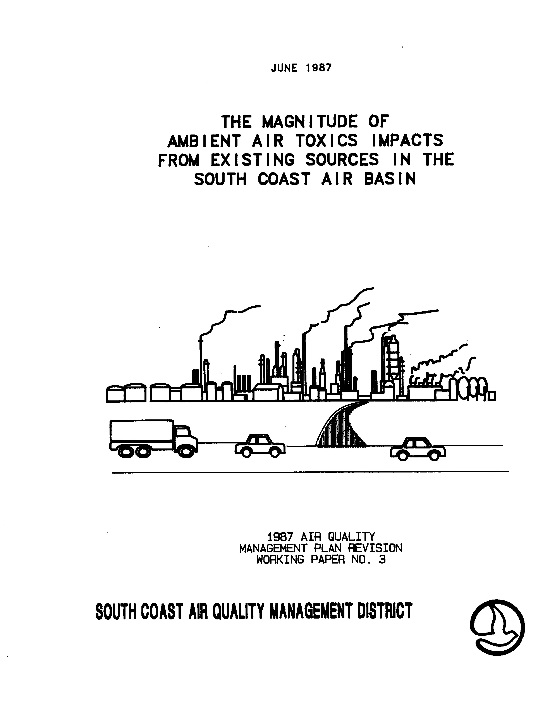 JUNE 1987
THE MAGNITUDE OF
AMBIENT AIR TOXICS IMPACTS
FROM EXISTING SOURCES IN THE
SOUTH COAST AIR BASIN
1987 AIR QUALITY
MANAGEMENT PLAN REVISION
WORKING PAPER NO. 3
SOUTH COAST AIR QUALITY MANAGEMENT DISTRICT